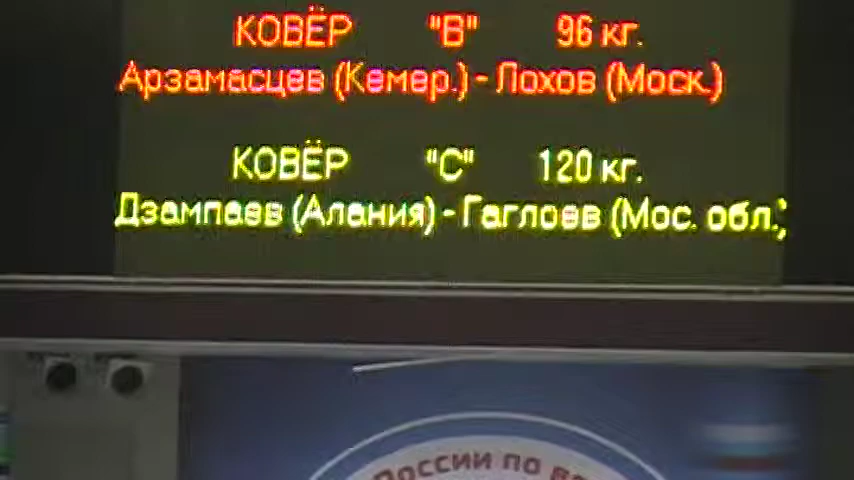 КОВЁР "В" 96 кг.
Арзамасцев (Кемер.) - Лохов (Моск.)
КОВЁР "С" 120 кг.
Дзампаев (Алания) - Гаглоев (Мос. обл.)
России по